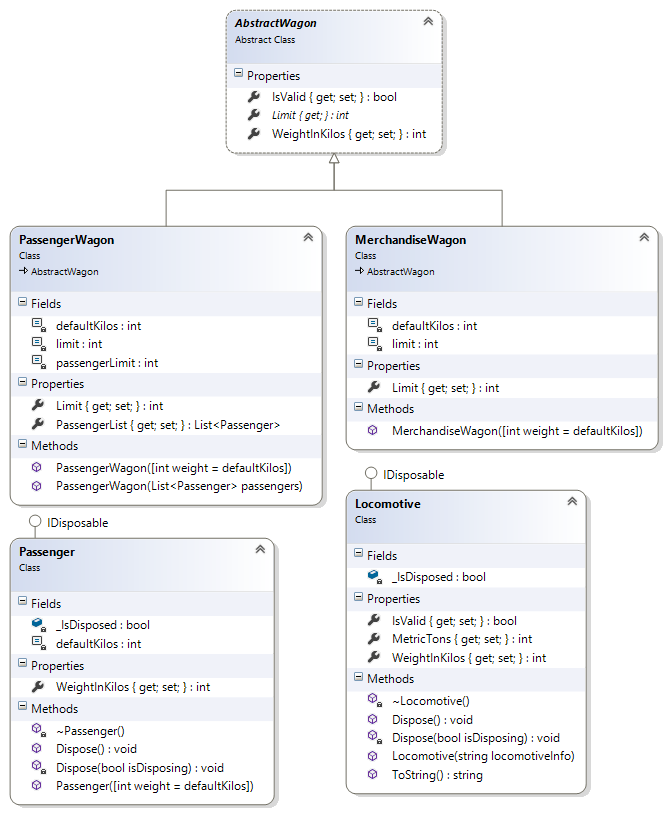 AbstractWagon
Abstract Class
Properties
IsValid { get; set; } : bool
Limit { get; } : int
WeightInKilos { get; set; } : int
PassengerWagon
Class
AbstractWagon
Fields
defaultKilos : int
limit : int
passengerLimit : int
Properties
Limit { get; set; } : int
PassengerList { get; set; } : List<Passenger>
Methods
PassengerWagon([int weight = defaultKilos])
PassengerWagon(List<Passenger> passengers)
MerchandiseWagon
Class
AbstractWagon
Fields
defaultKilos : int
limit : int
Properties
Limit { get; set; } : int
Methods
MerchandiseWagon([int weight = defaultKilos])
IDisposable
Passenger
Class
Fields
_IsDisposed : bool
defaultKilos : int
Properties
WeightInKilos { get; set; } : int
Methods
~Passenger()
Dispose() : void
Dispose(bool isDisposing) : void
Passenger([int weight = defaultKilos])
IDisposable
Locomotive
Class
Fields
_IsDisposed : bool
Properties
IsValid { get; set; } : bool
MetricTons { get; set; } : int
WeightInKilos { get; set; } : int
Methods
~Locomotive()
Dispose() : void
Dispose(bool isDisposing) : void
Locomotive(string locomotiveInfo)
ToString() : string